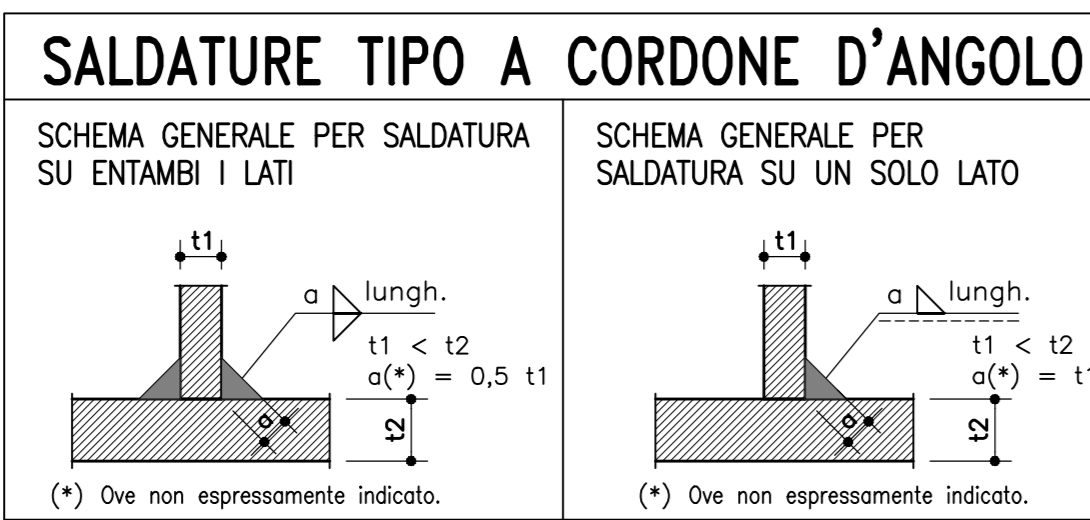 SALDATURE TIPO A CORDONE D'ANGOLO
SCHEMA GENERALE PER SALDATURA
SU ENTAMBI I LATI
t1
a lungh.
t1 < t2
a(*) = 0,5 t1
a
t2
(*) Ove non espressamente indicato.
SCHEMA GENERALE PER
SALDATURA SU UN SOLO LATO
t1
a lungh.
t1 < t2
a(*) = t1
a
t2
(*) Ove non espressamente indicato.